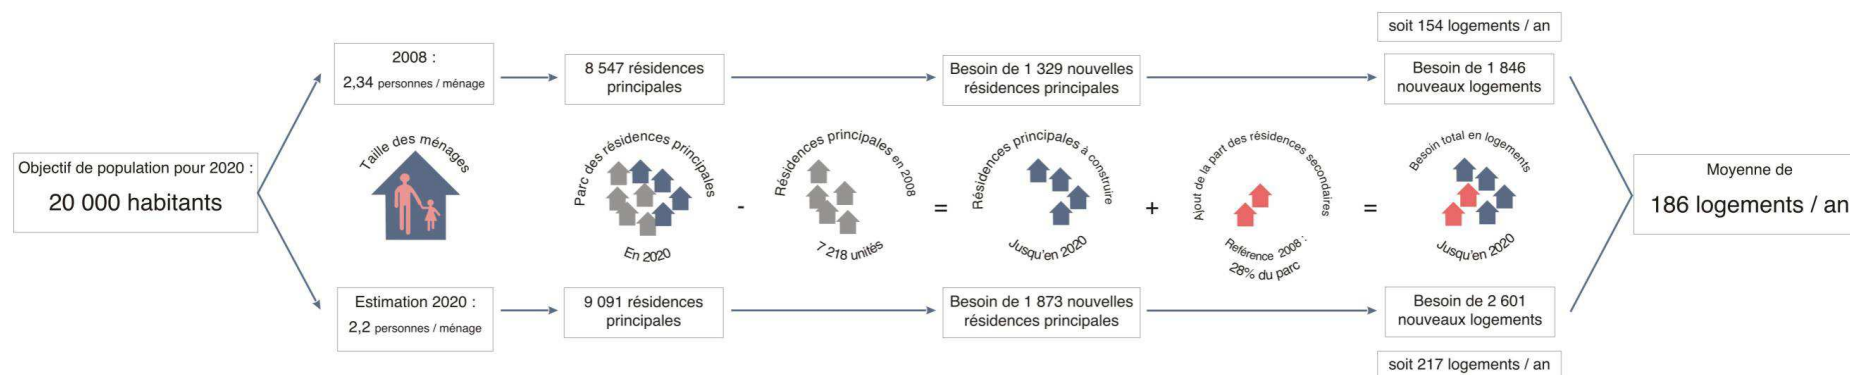 Objectif de population pour 2020 :
20 000 habitants
2008 :
2,34 personnes / ménage
8 547 résidences
principales
Besoin de 1 329 nouvelles
résidences principales
soit 154 logements / an
Besoin de 1 846
nouveaux logements
Taille des ménages
Parc des résidences principales
En 2020
-
Résidences principales en 2008
7 218 unités
=
Résidences principales à construire
Jusqu'en 2020
+
Ajout de la part des résidences secondaires
Reférence 2008 :
28% du parc
=
Besoin total en logements
Jusqu'en 2020
Moyenne de
186 logements / an
Estimation 2020 :
2,2 personnes / ménage
9 091 résidences
principales
Besoin de 1 873 nouvelles
résidences principales
Besoin de 2 601
nouveaux logements
soit 217 logements / an